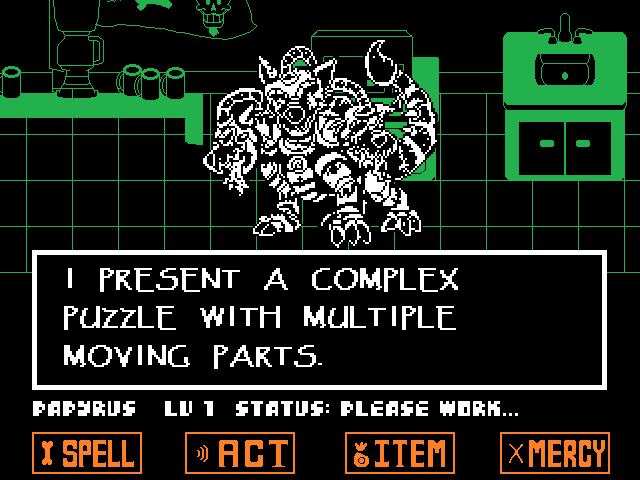 I PRESENT A COMPLEX
PUZZLE WITH MULTIPLE
MOVING PARTS.
PAPYRUS LV 1 STATUS: PLEASE WORK...
SPELL ACT ITEM MERCY